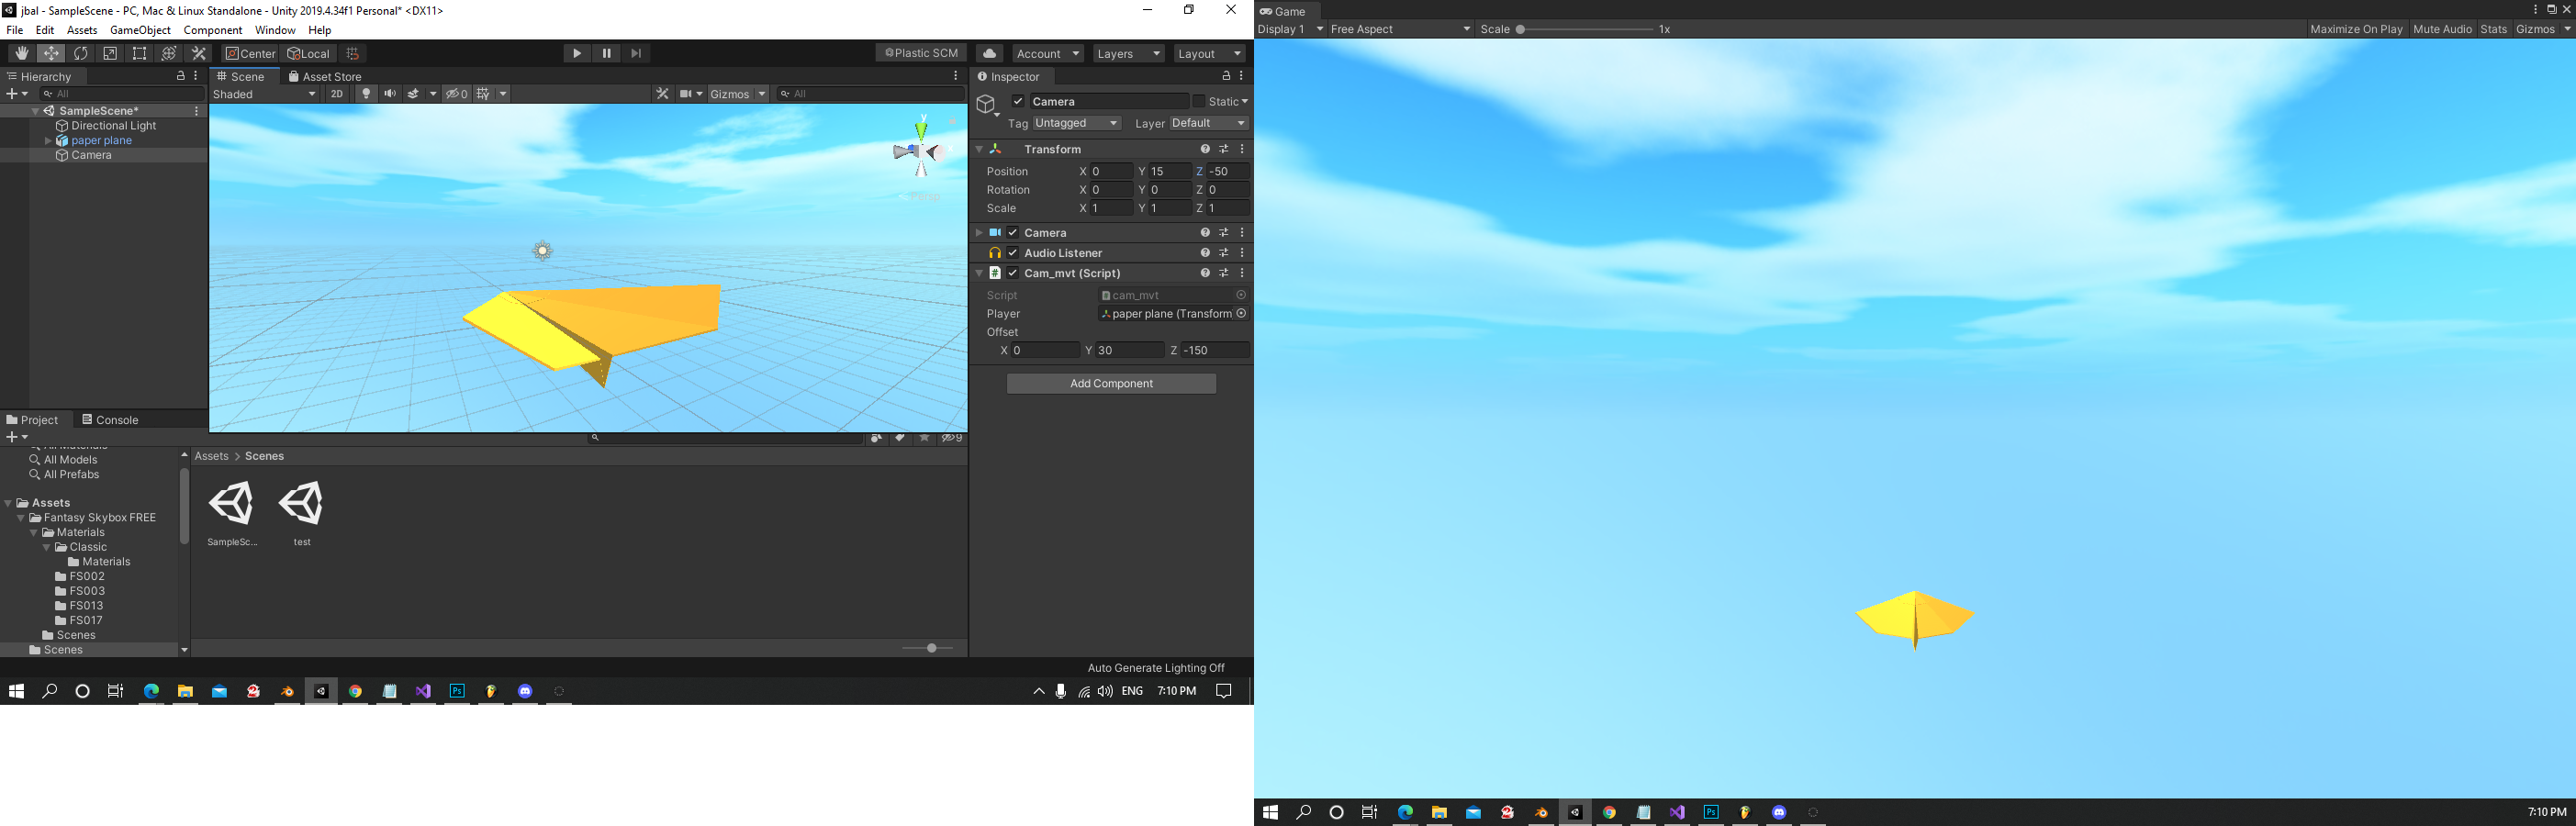 jbal - SampleScene - PC, Mac & Linux Standalone - Unity 2019.4.34f1 Personal* <DX11>
File Edit Assets GameObject Component Window Help
Center Local Plastic SCM Account Layers Layout
Hierarchy
All
SampleScene*
Directional Light
paper plane
Camera
Scene Asset Store
Shaded 2D 0 Gizmos All
y
Persp
Inspector
Camera Static
Tag Untagged Layer Default
Transform
Position X 0 Y 15 Z -50
Rotation X 0 Y 0 Z 0
Scale X 1 Y 1 Z 1
Camera
Audio Listener
# Cam_mvt (Script)
Script cam_mvt
Player paper plane (Transform
Offset
X 0 Y 30 Z -150
Add Component
Project Console
9
All Models
All Prefabs
Assets
Fantasy Skybox FREE
Materials
Classic
Materials
FS002
FS003
FS013
FS017
Scenes
Scenes
Assets > Scenes
SampleSc...
test
Auto Generate Lighting Off
Ps ENG 7:10 PM
Game
Display 1 Free Aspect Scale 1x Maximize On Play Mute Audio Stats Gizmos
Ps 7:10 PM